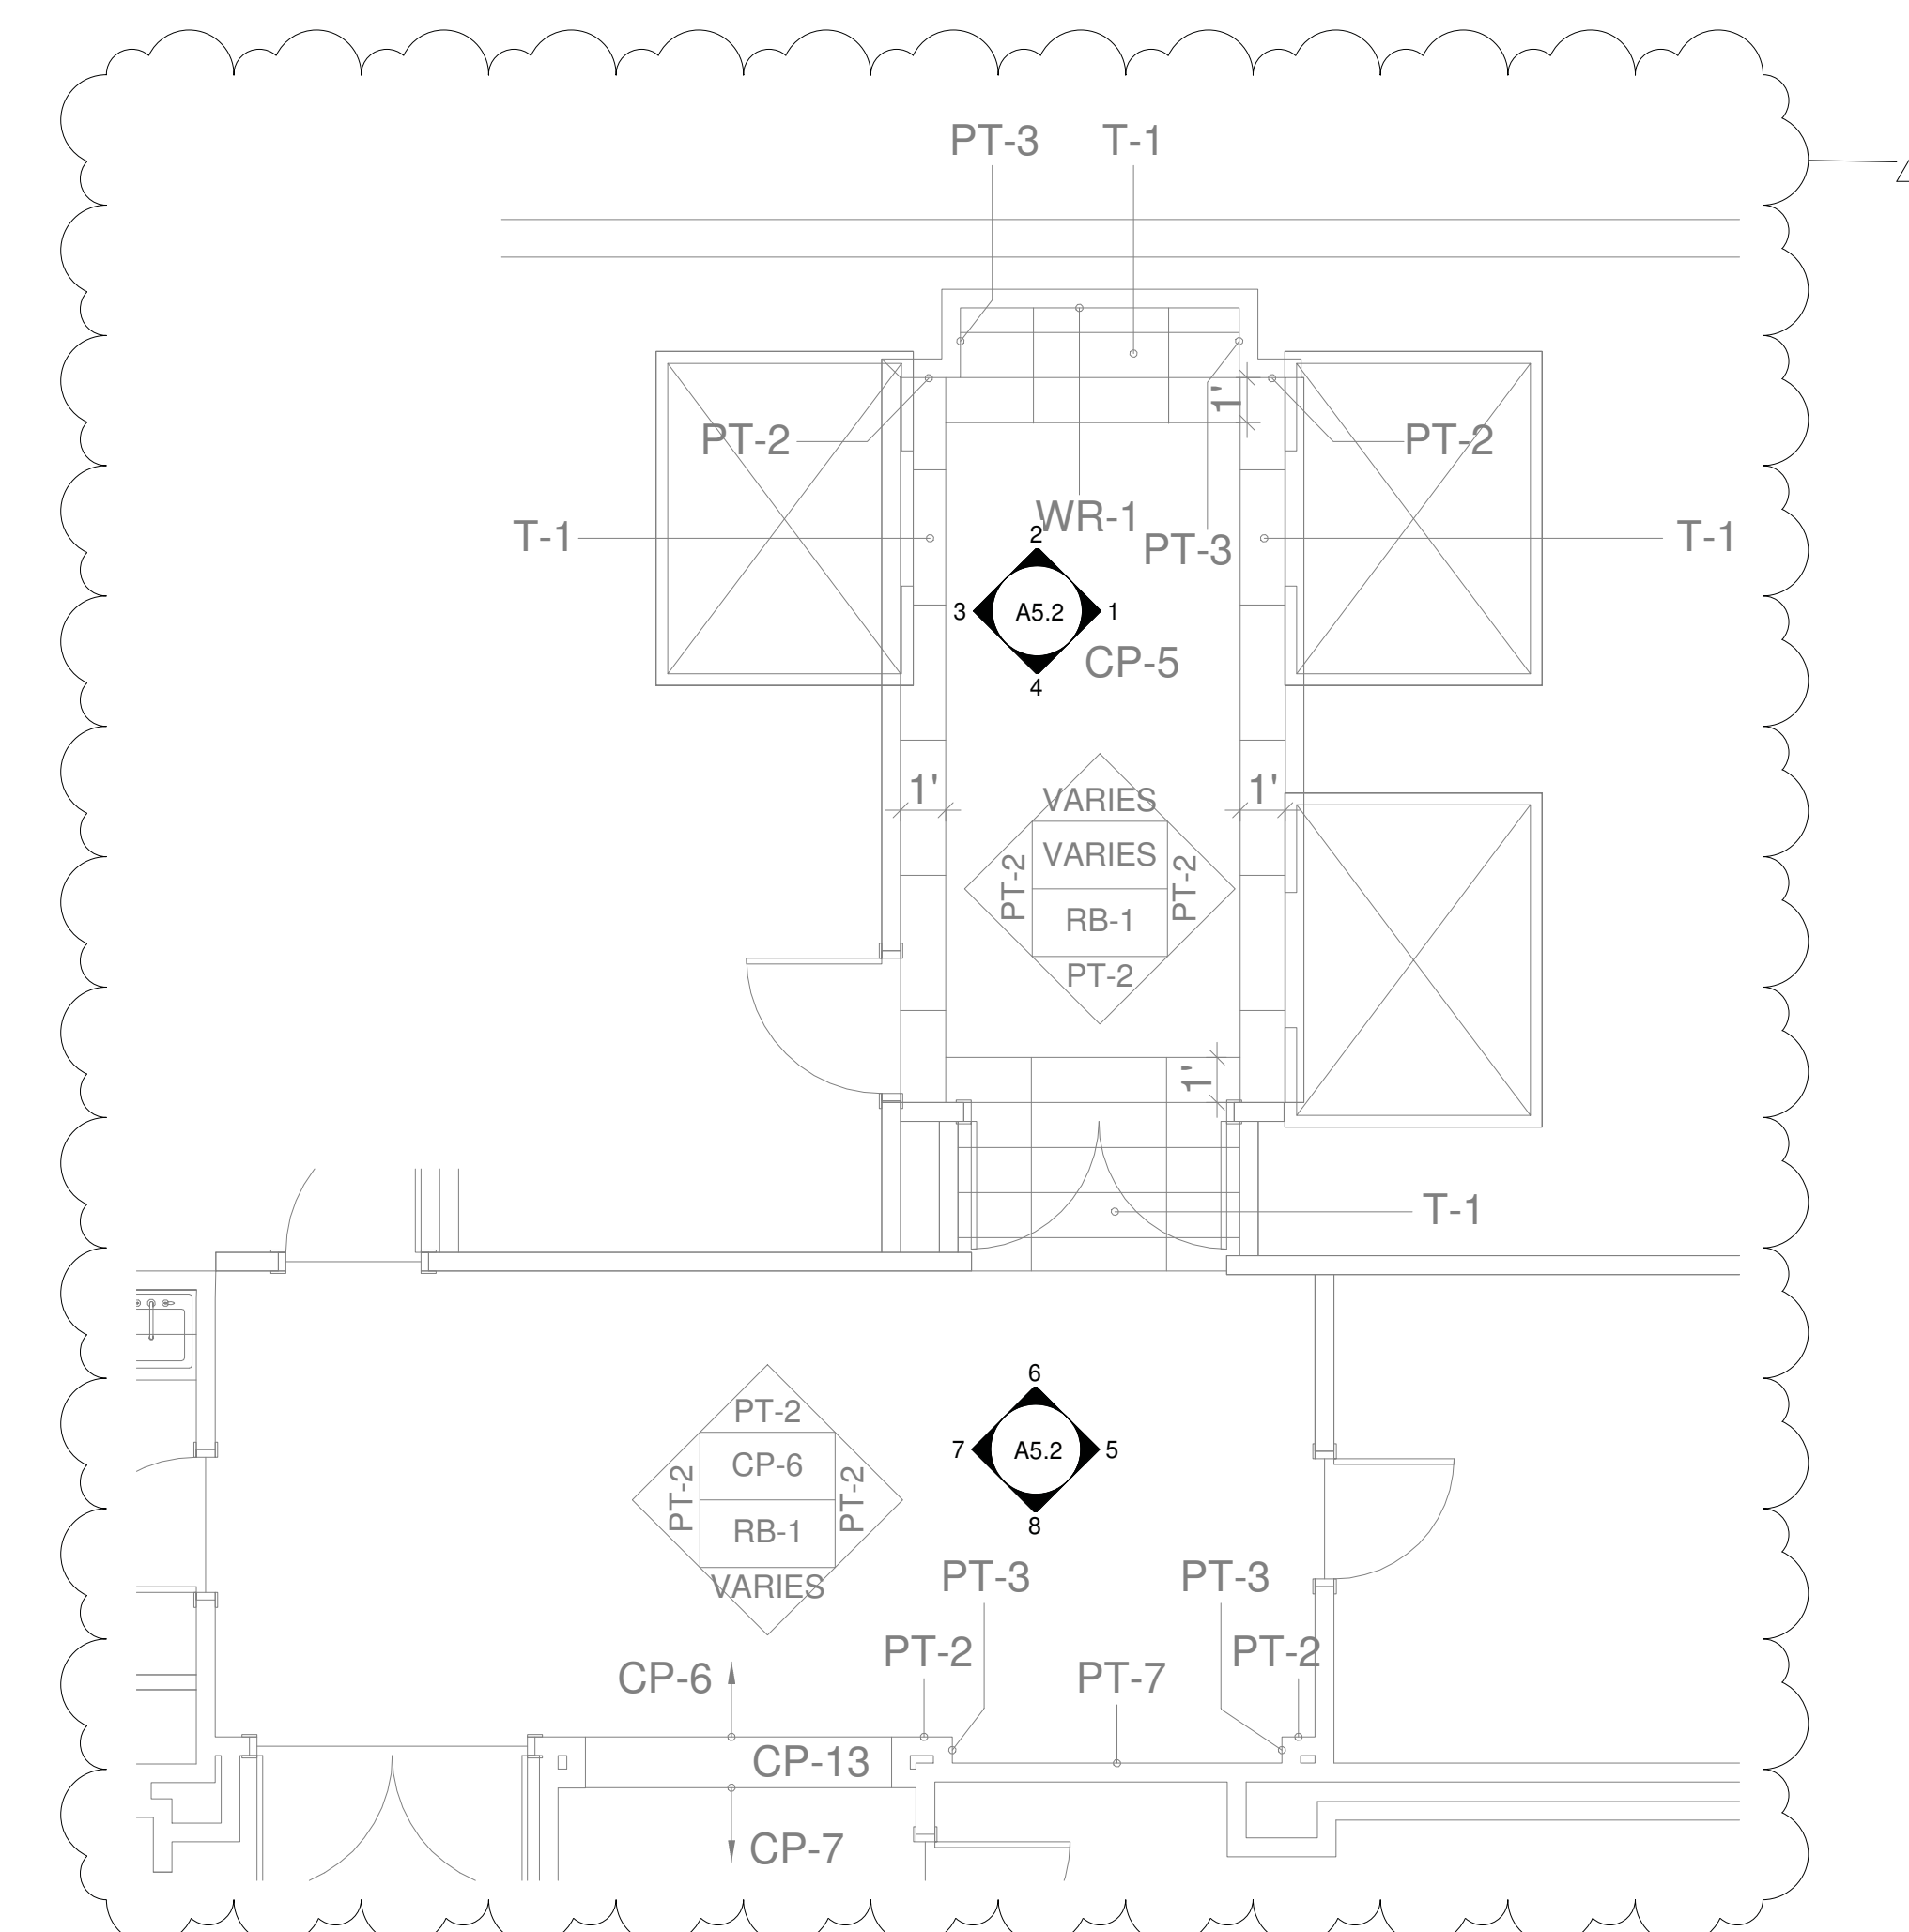 PT-3 T-1
1'
PT-2 PT-2
WR-1
T-1 T-1
PT-3
2
3 A5.2 1
4
CP-5
1' 1'
VARIES
PT-2 VARIES PT-2
RB-1
PT-2
1'
T-1
PT-2
PT-2 CP-6 PT-2
RB-1
VARIES
6
7 A5.2 5
8
PT-3 PT-3
PT-2 PT-2
CP-6 PT-7
CP-13
CP-7